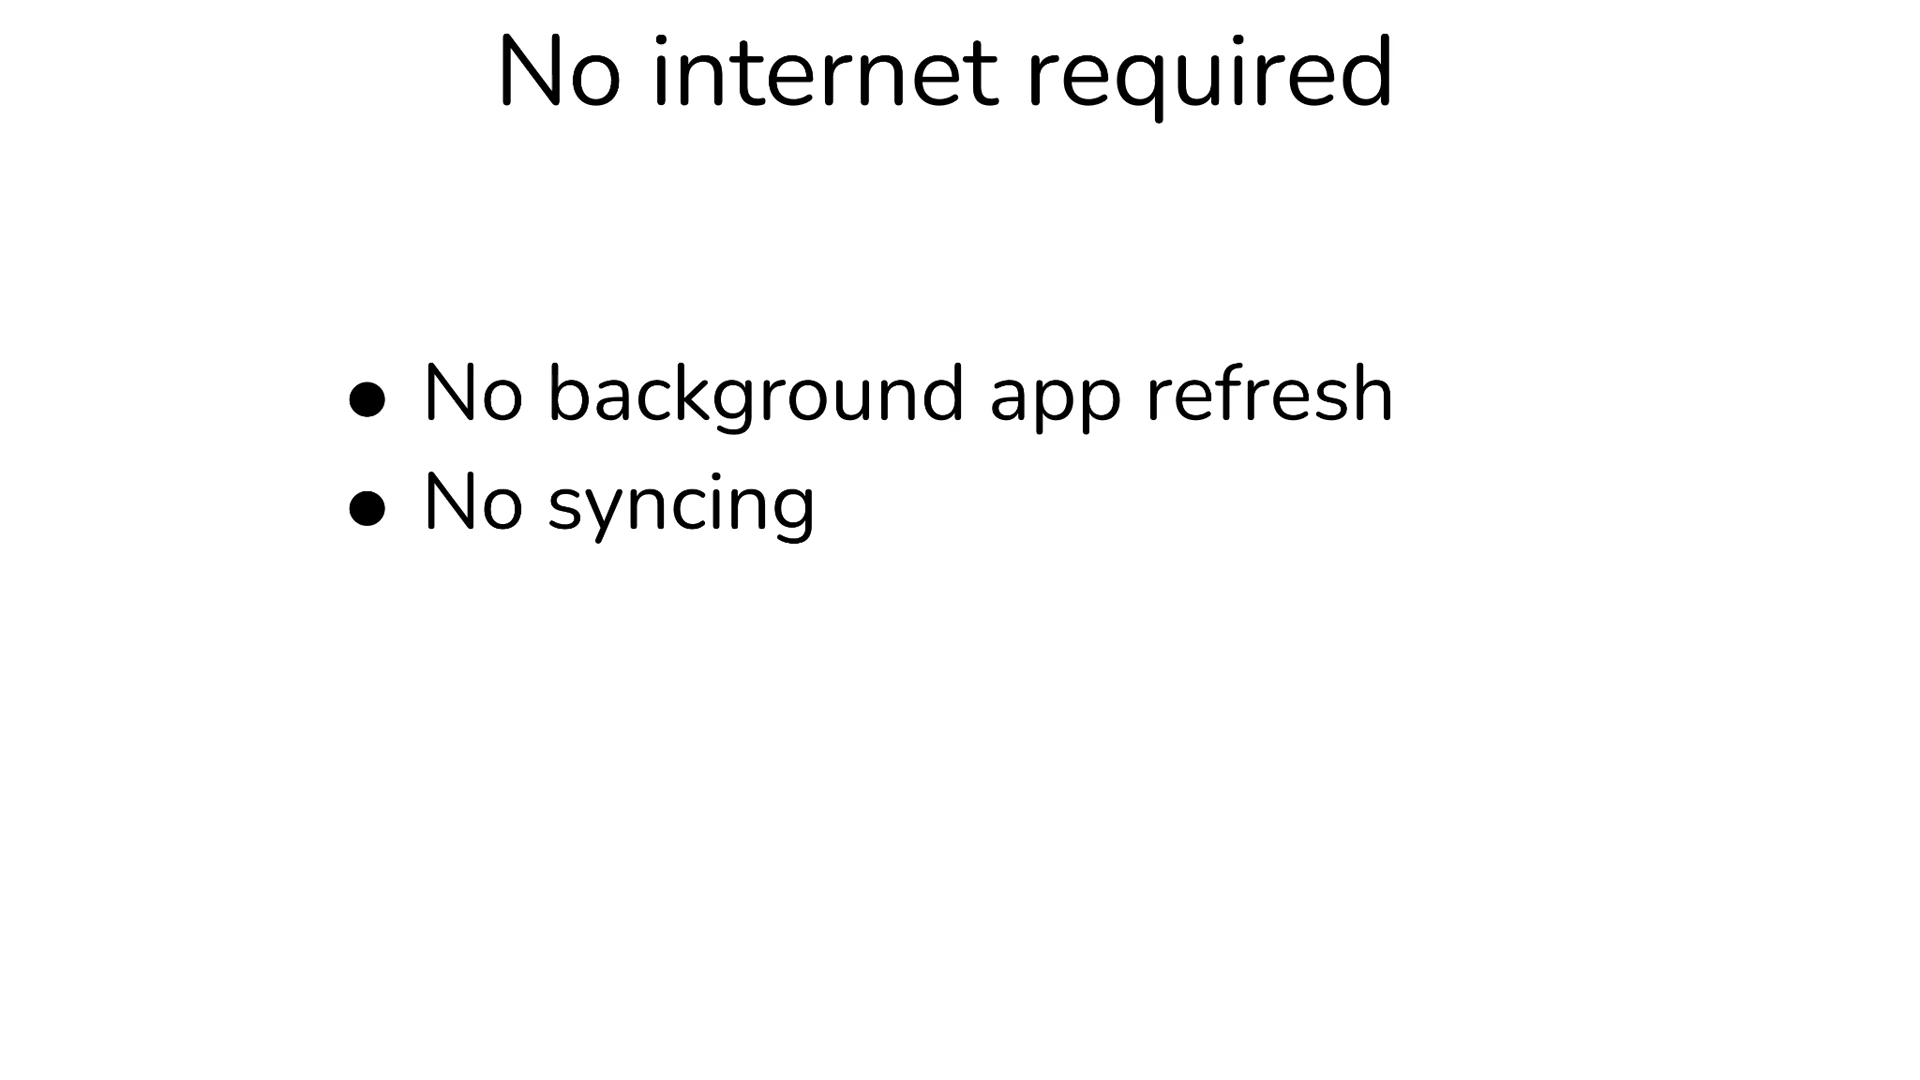 No internet required
● No background app refresh
● No syncing